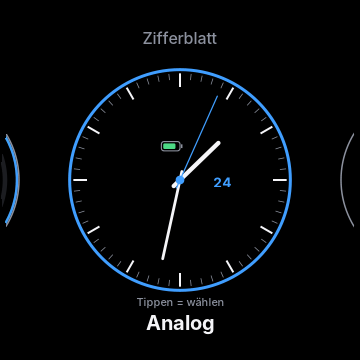 Zifferblatt
24
Tippen = wählen
Analog